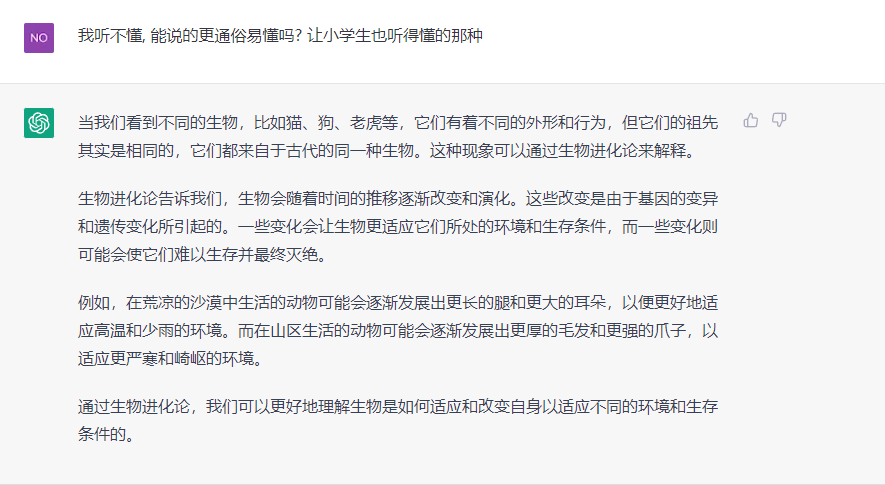 NO
我听不懂, 能说的更通俗易懂吗? 让小学生也听得懂的那种
当我们看到不同的生物，比如猫、狗、老虎等，它们有着不同的外形和行为，但它们的祖先
其实是相同的，它们都来自于古代的同一种生物。这种现象可以通过生物进化论来解释。
生物进化论告诉我们，生物会随着时间的推移逐渐改变和演化。这些改变是由于基因的变异
和遗传变化所引起的。一些变化会让生物更适应它们所处的环境和生存条件，而一些变化则
可能会使它们难以生存并最终灭绝。
例如，在荒凉的沙漠中生活的动物可能会逐渐发展出更长的腿和更大的耳朵，以便更好地适
应高温和少雨的环境。而在山区生活的动物可能会逐渐发展出更厚的毛发和更强的爪子，以
适应更严寒和崎岖的环境。
通过生物进化论，我们可以更好地理解生物是如何适应和改变自身以适应不同的环境和生存
条件的。